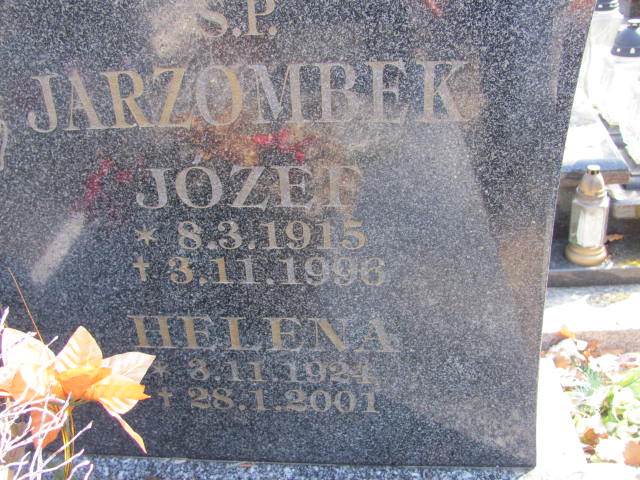 S.P.
JARZOMBEK
JÓZEF
* 8.3.1915
† 3.11.1996
HELENA
* 3.11.1924
† 28.1.2001